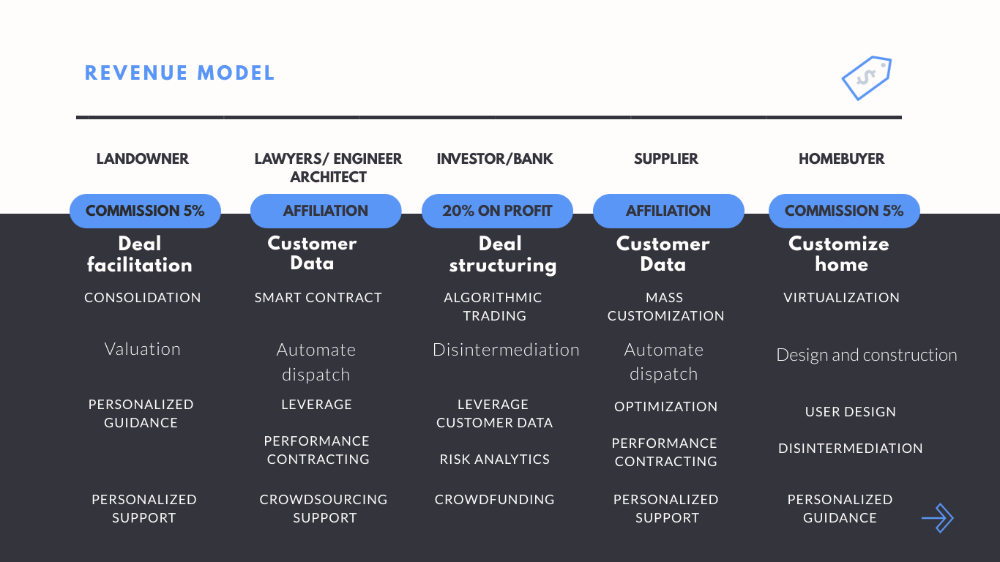 REVENUE MODEL
$
LANDOWNER
COMMISSION 5%
Deal
facilitation
CONSOLIDATION
Valuation
PERSONALIZED
GUIDANCE
PERSONALIZED
SUPPORT
LAWYERS/ ENGINEER
ARCHITECT
AFFILIATION
Customer
Data
SMART CONTRACT
Automate
dispatch
LEVERAGE
PERFORMANCE
CONTRACTING
CROWDSOURCING
SUPPORT
INVESTOR/BANK
20% ON PROFIT
Deal
structuring
ALGORITHMIC
TRADING
Disintermediation
LEVERAGE
CUSTOMER DATA
RISK ANALYTICS
CROWDFUNDING
SUPPLIER
AFFILIATION
Customer
Data
MASS
CUSTOMIZATION
Automate
dispatch
OPTIMIZATION
PERFORMANCE
CONTRACTING
PERSONALIZED
SUPPORT
HOMEBUYER
COMMISSION 5%
Customize
home
VIRTUALIZATION
Design and construction
USER DESIGN
DISINTERMEDIATION
PERSONALIZED
GUIDANCE